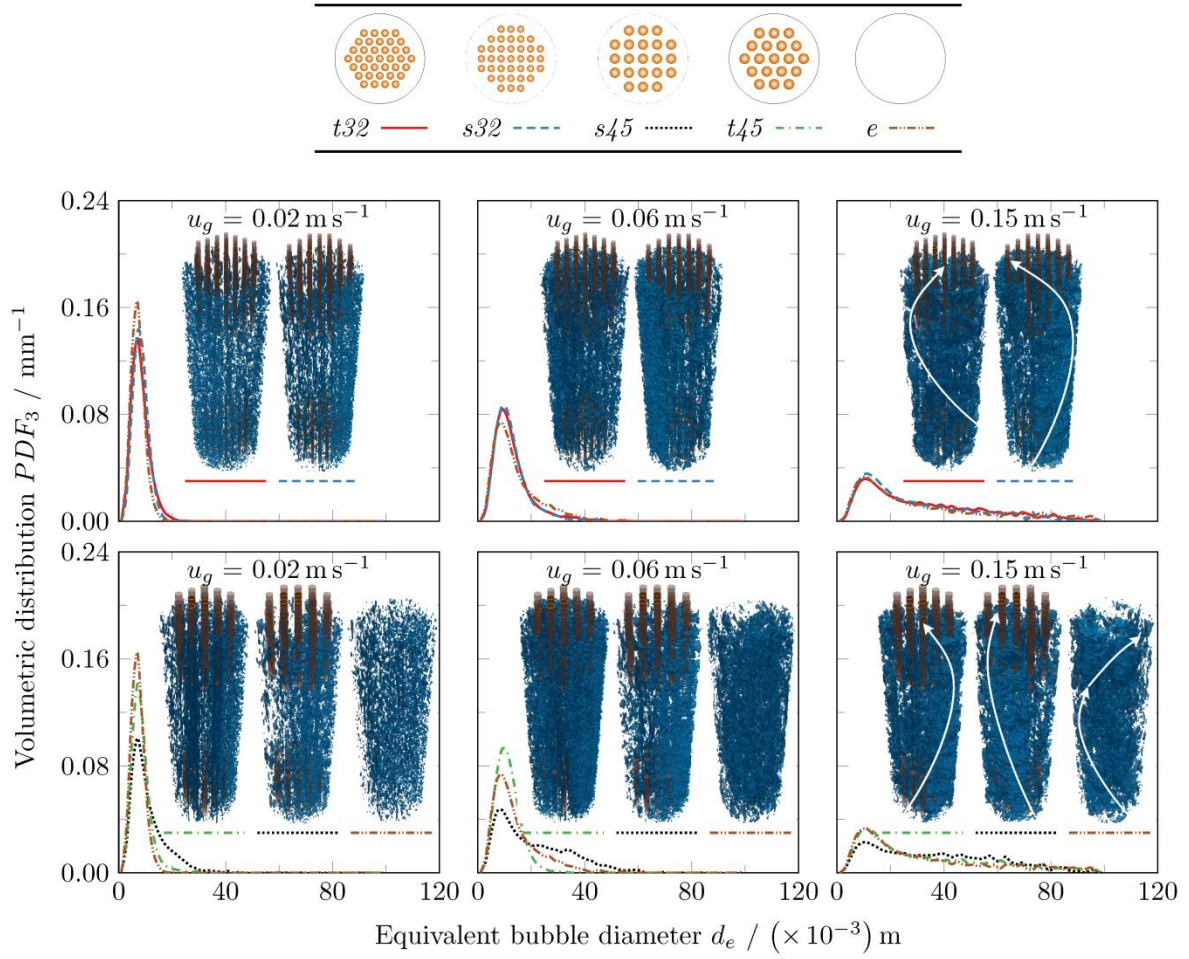 t32 s32 s45 t45 e
Volumetric distribution PDF₃ / mm⁻¹
0.24
0.16
0.08
0.00
u_g = 0.02 m s⁻¹
u_g = 0.06 m s⁻¹
u_g = 0.15 m s⁻¹
0.24
0.16
0.08
0.00
u_g = 0.02 m s⁻¹
u_g = 0.06 m s⁻¹
u_g = 0.15 m s⁻¹
0 40 80 120
0 40 80 120
0 40 80 120
Equivalent bubble diameter d_e / (× 10⁻³) m